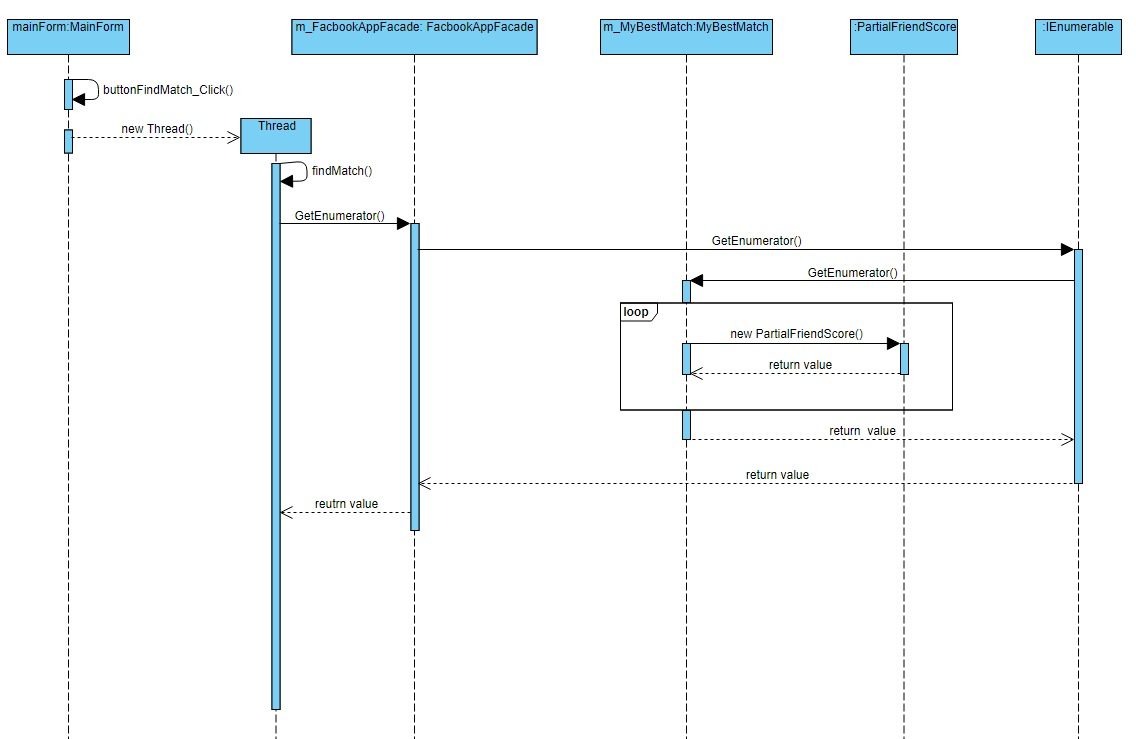 mainForm:MainForm
m_FacbookAppFacade: FacbookAppFacade
m_MyBestMatch:MyBestMatch
:PartialFriendScore
:IEnumerable
buttonFindMatch_Click()
new Thread()
Thread
findMatch()
GetEnumerator()
GetEnumerator()
GetEnumerator()
loop
new PartialFriendScore()
return value
return value
return value
reutrn value